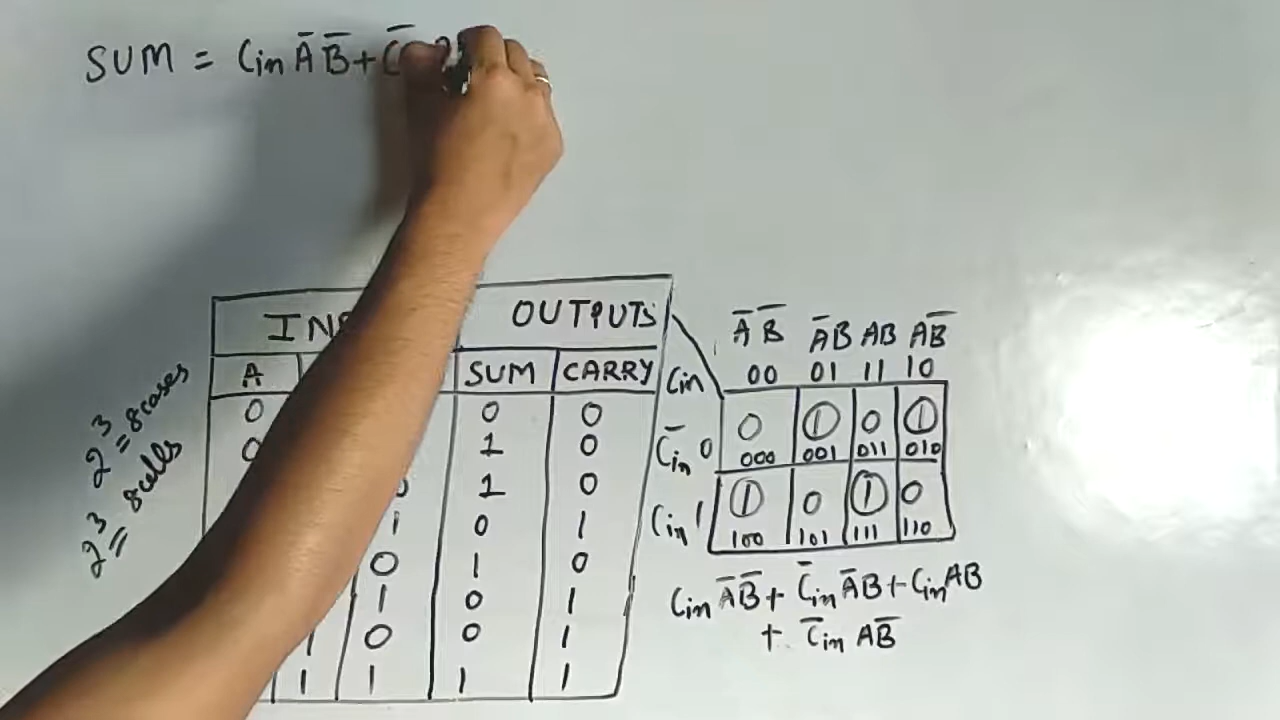 SUM = Cin A̅ B̅ + C̅
OUTPUTS
A SUM CARRY
0 0 0
0 1 0
1 0
1 0 1
0 1 0
1 0 1
1 0 0 1
1 1 1 1
2³ = 8 cases
2³ = 8 cells
A̅ B̅ A̅B AB AB̅
Cin 00 01 11 10
C̅in 0 0 1 0 1
000 001 011 010
Cin 1 1 0 1 0
100 101 111 110
Cin A̅B̅ + C̅in A̅B + Cin AB
+ C̅in AB̅